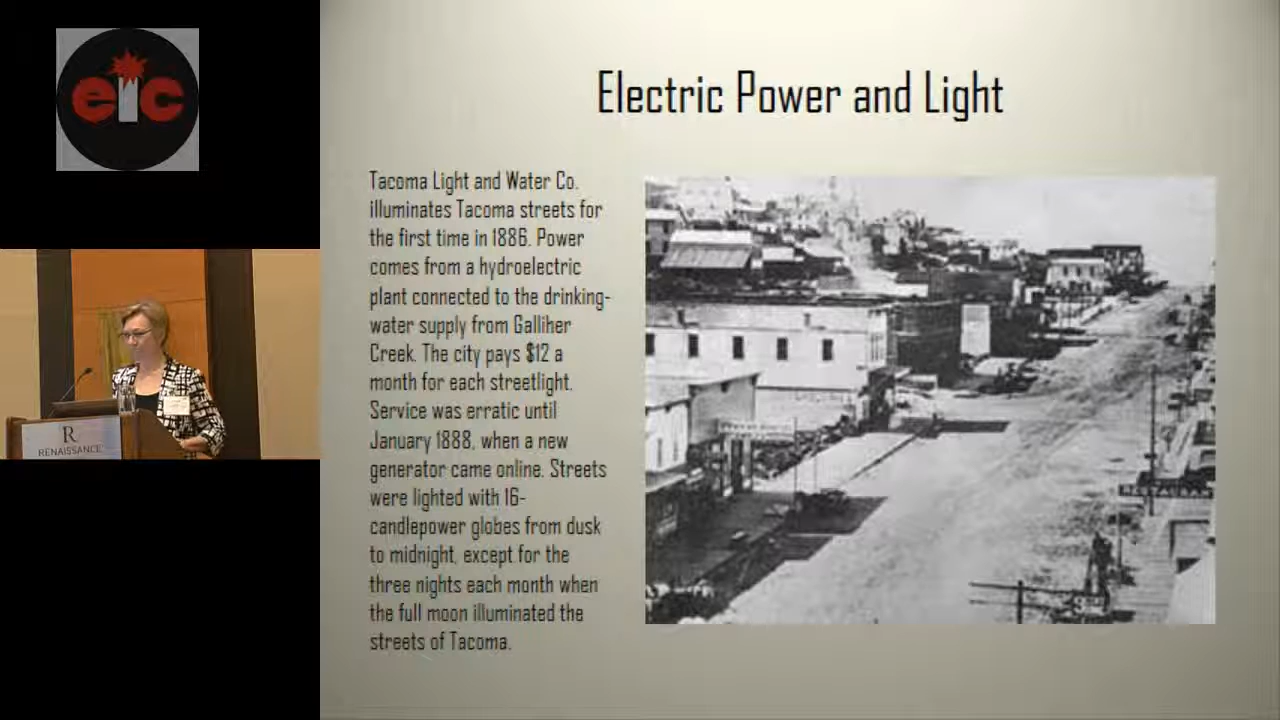 eic
Electric Power and Light
Tacoma Light and Water Co.
illuminates Tacoma streets for
the first time in 1886. Power
comes from a hydroelectric
plant connected to the drinking-
water supply from Galliher
Creek. The city pays $12 a
month for each streetlight.
Service was erratic until
January 1888, when a new
generator came online. Streets
were lighted with 16-
candlepower globes from dusk
to midnight, except for the
three nights each month when
the full moon illuminated the
streets of Tacoma.
R
RENAISSANCE